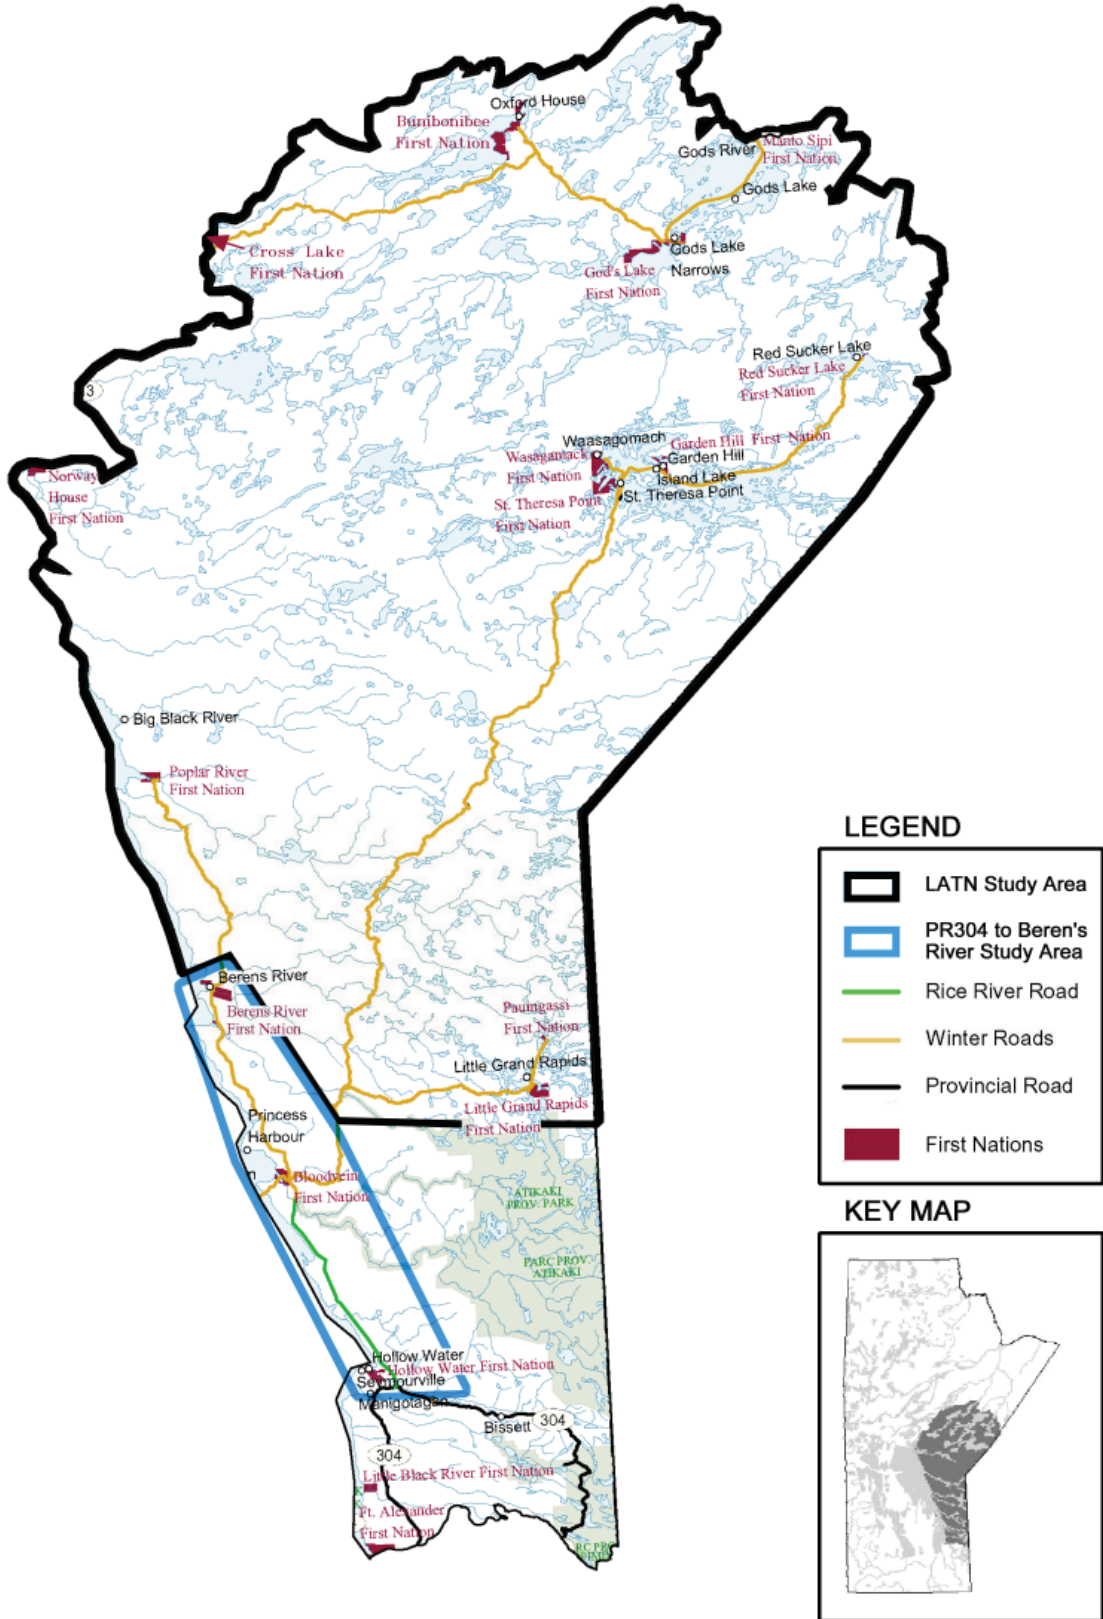 Oxford House
Bunibonibee
First Nation
Gods River
Manto Sipi
First Nation
Gods Lake
Cross Lake
First Nation
Gods Lake
Narrows
God's Lake
First Nation
Red Sucker Lake
Red Sucker Lake
First Nation
3
Waasagomach
Garden Hill First Nation
Wasagamack
First Nation
Garden Hill
Island Lake
St. Theresa Point
St. Theresa Point
First Nation
Norway
House
First Nation
Big Black River
Poplar River
First Nation
LEGEND
LATN Study Area
PR304 to Beren's
River Study Area
Rice River Road
Winter Roads
Provincial Road
First Nations
Berens River
Berens River
First Nation
Pauingassi
First Nation
Little Grand Rapids
Little Grand Rapids
First Nation
Princess
Harbour
n
Bloodvein
First Nation
ATIKAKI
PROV. PARK
PARC PROV.
ATIKAKI
KEY MAP
Hollow Water
Hollow Water First Nation
Seymourville
Manigotagan
Bissett
304
304
Little Black River First Nation
Ft. Alexander
First Nation
RC PRO